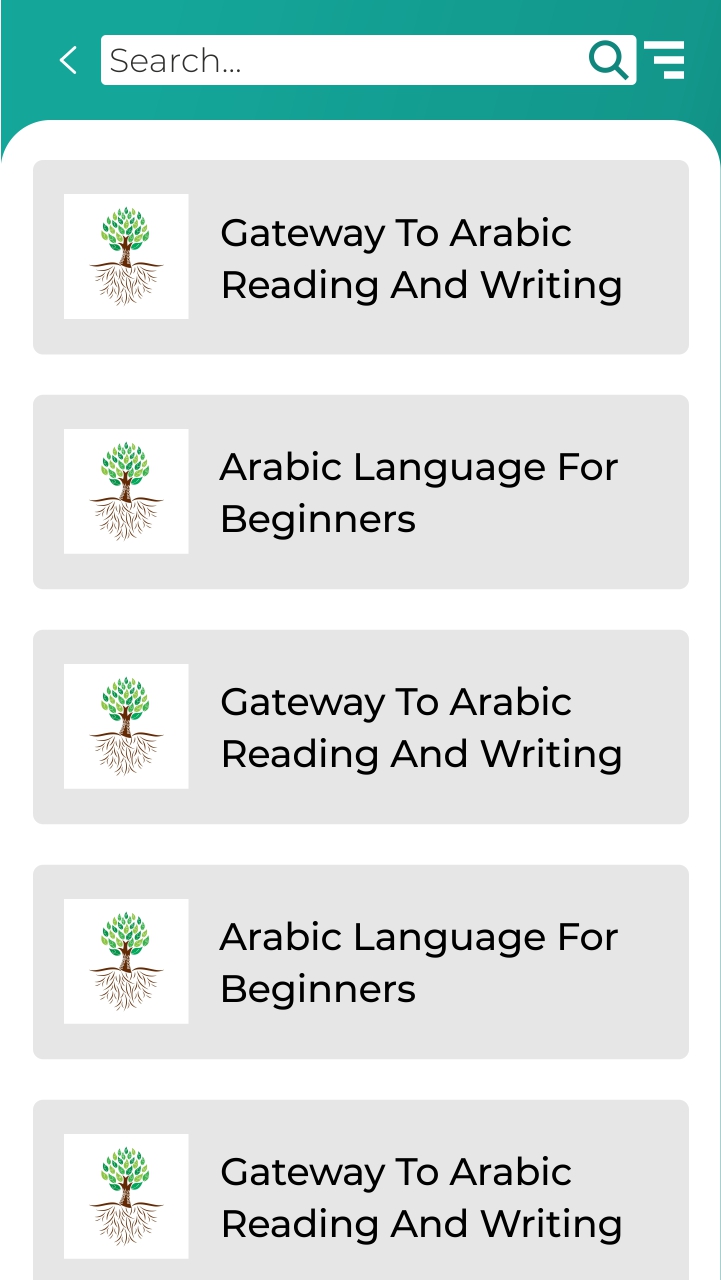 Search...
Gateway To Arabic
Reading And Writing
Arabic Language For
Beginners
Gateway To Arabic
Reading And Writing
Arabic Language For
Beginners
Gateway To Arabic
Reading And Writing